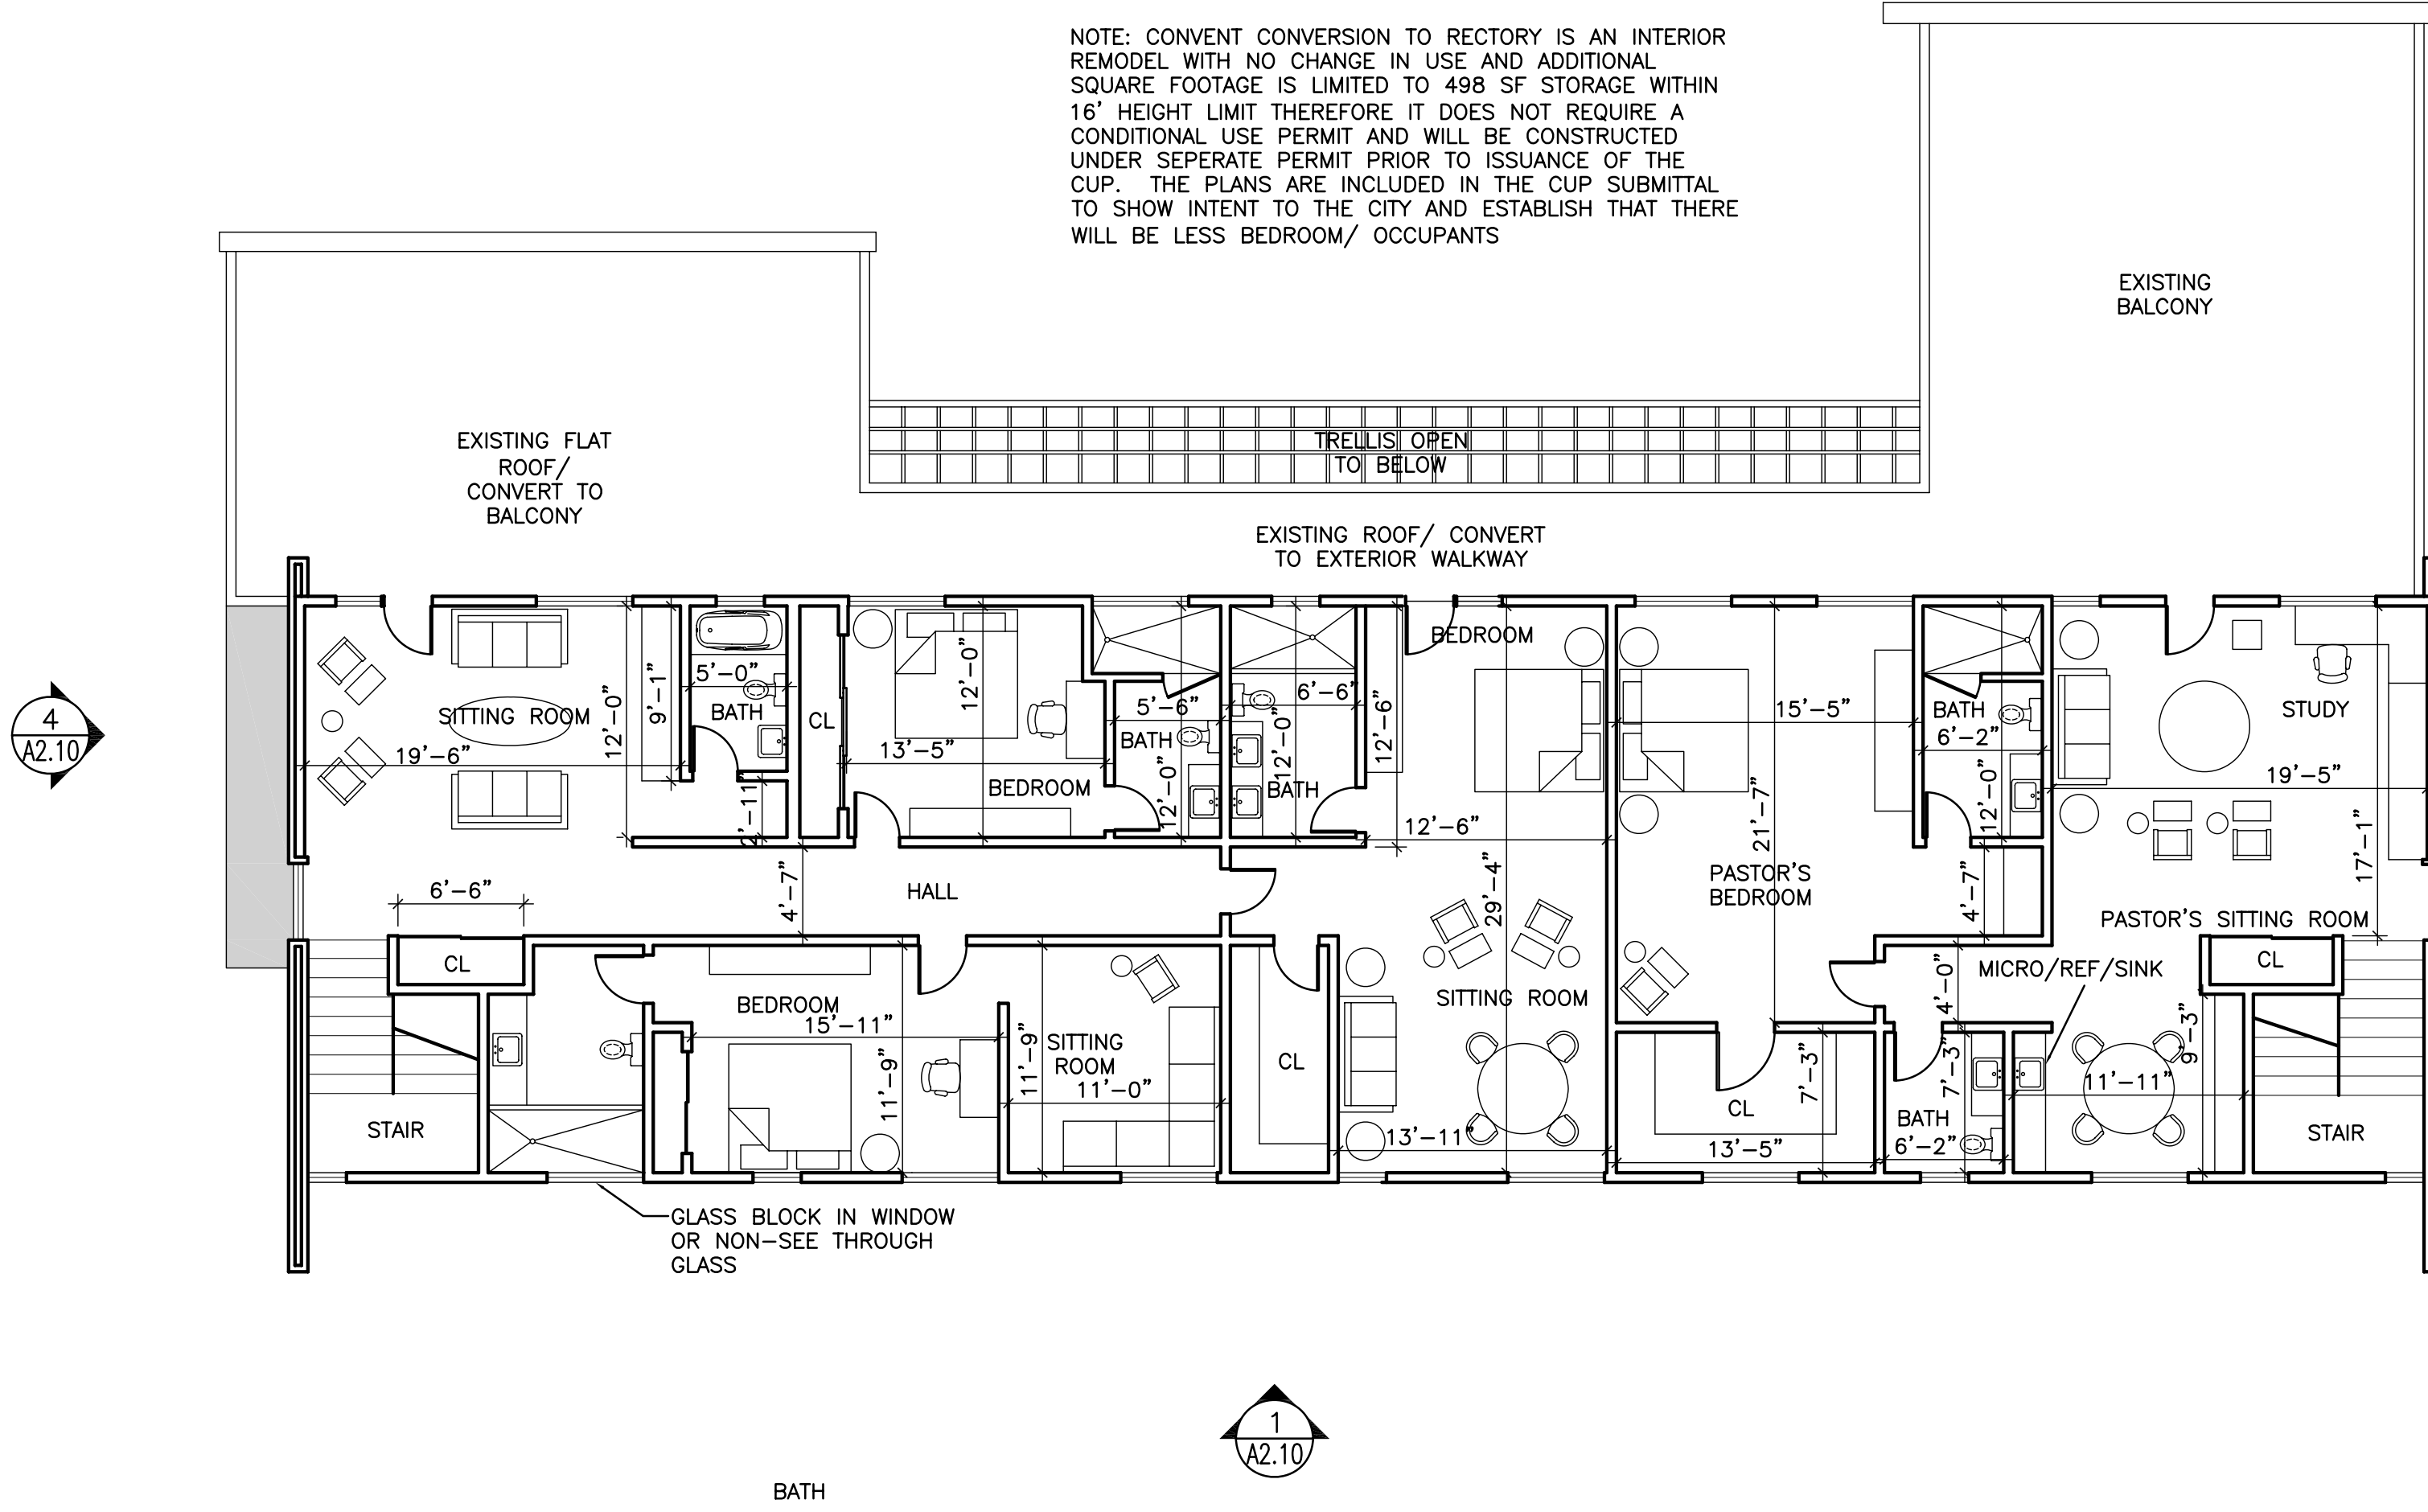 NOTE: CONVENT CONVERSION TO RECTORY IS AN INTERIOR
REMODEL WITH NO CHANGE IN USE AND ADDITIONAL
SQUARE FOOTAGE IS LIMITED TO 498 SF STORAGE WITHIN
16' HEIGHT LIMIT THEREFORE IT DOES NOT REQUIRE A
CONDITIONAL USE PERMIT AND WILL BE CONSTRUCTED
UNDER SEPERATE PERMIT PRIOR TO ISSUANCE OF THE
CUP. THE PLANS ARE INCLUDED IN THE CUP SUBMITTAL
TO SHOW INTENT TO THE CITY AND ESTABLISH THAT THERE
WILL BE LESS BEDROOM/ OCCUPANTS
EXISTING
BALCONY
EXISTING FLAT
ROOF/
CONVERT TO
BALCONY
TRELLIS OPEN
TO BELOW
EXISTING ROOF/ CONVERT
TO EXTERIOR WALKWAY
4
A2.10
SITTING ROOM
19'-6"
12'-0"
9'-1"
5'-0"
BATH
2'-11"
CL
12'-0"
13'-5"
BEDROOM
5'-6"
BATH
12'-0"
6'-6"
12'-0"
BATH
BEDROOM
12'-6"
12'-6"
15'-5"
21'-7"
PASTOR'S
BEDROOM
BATH
6'-2"
12'-0"
STUDY
19'-5"
17'-1"
6'-6"
4'-7"
HALL
29'-4"
4'-7"
PASTOR'S SITTING ROOM
CL
CL
MICRO/REF/SINK
BEDROOM
15'-11"
11'-9"
11'-9"
SITTING
ROOM
11'-0"
CL
SITTING ROOM
13'-11"
CL
7'-3"
13'-5"
4'-0"
7'-3"
BATH
6'-2"
11'-11"
9'-3"
STAIR
STAIR
GLASS BLOCK IN WINDOW
OR NON-SEE THROUGH
GLASS
1
A2.10
BATH